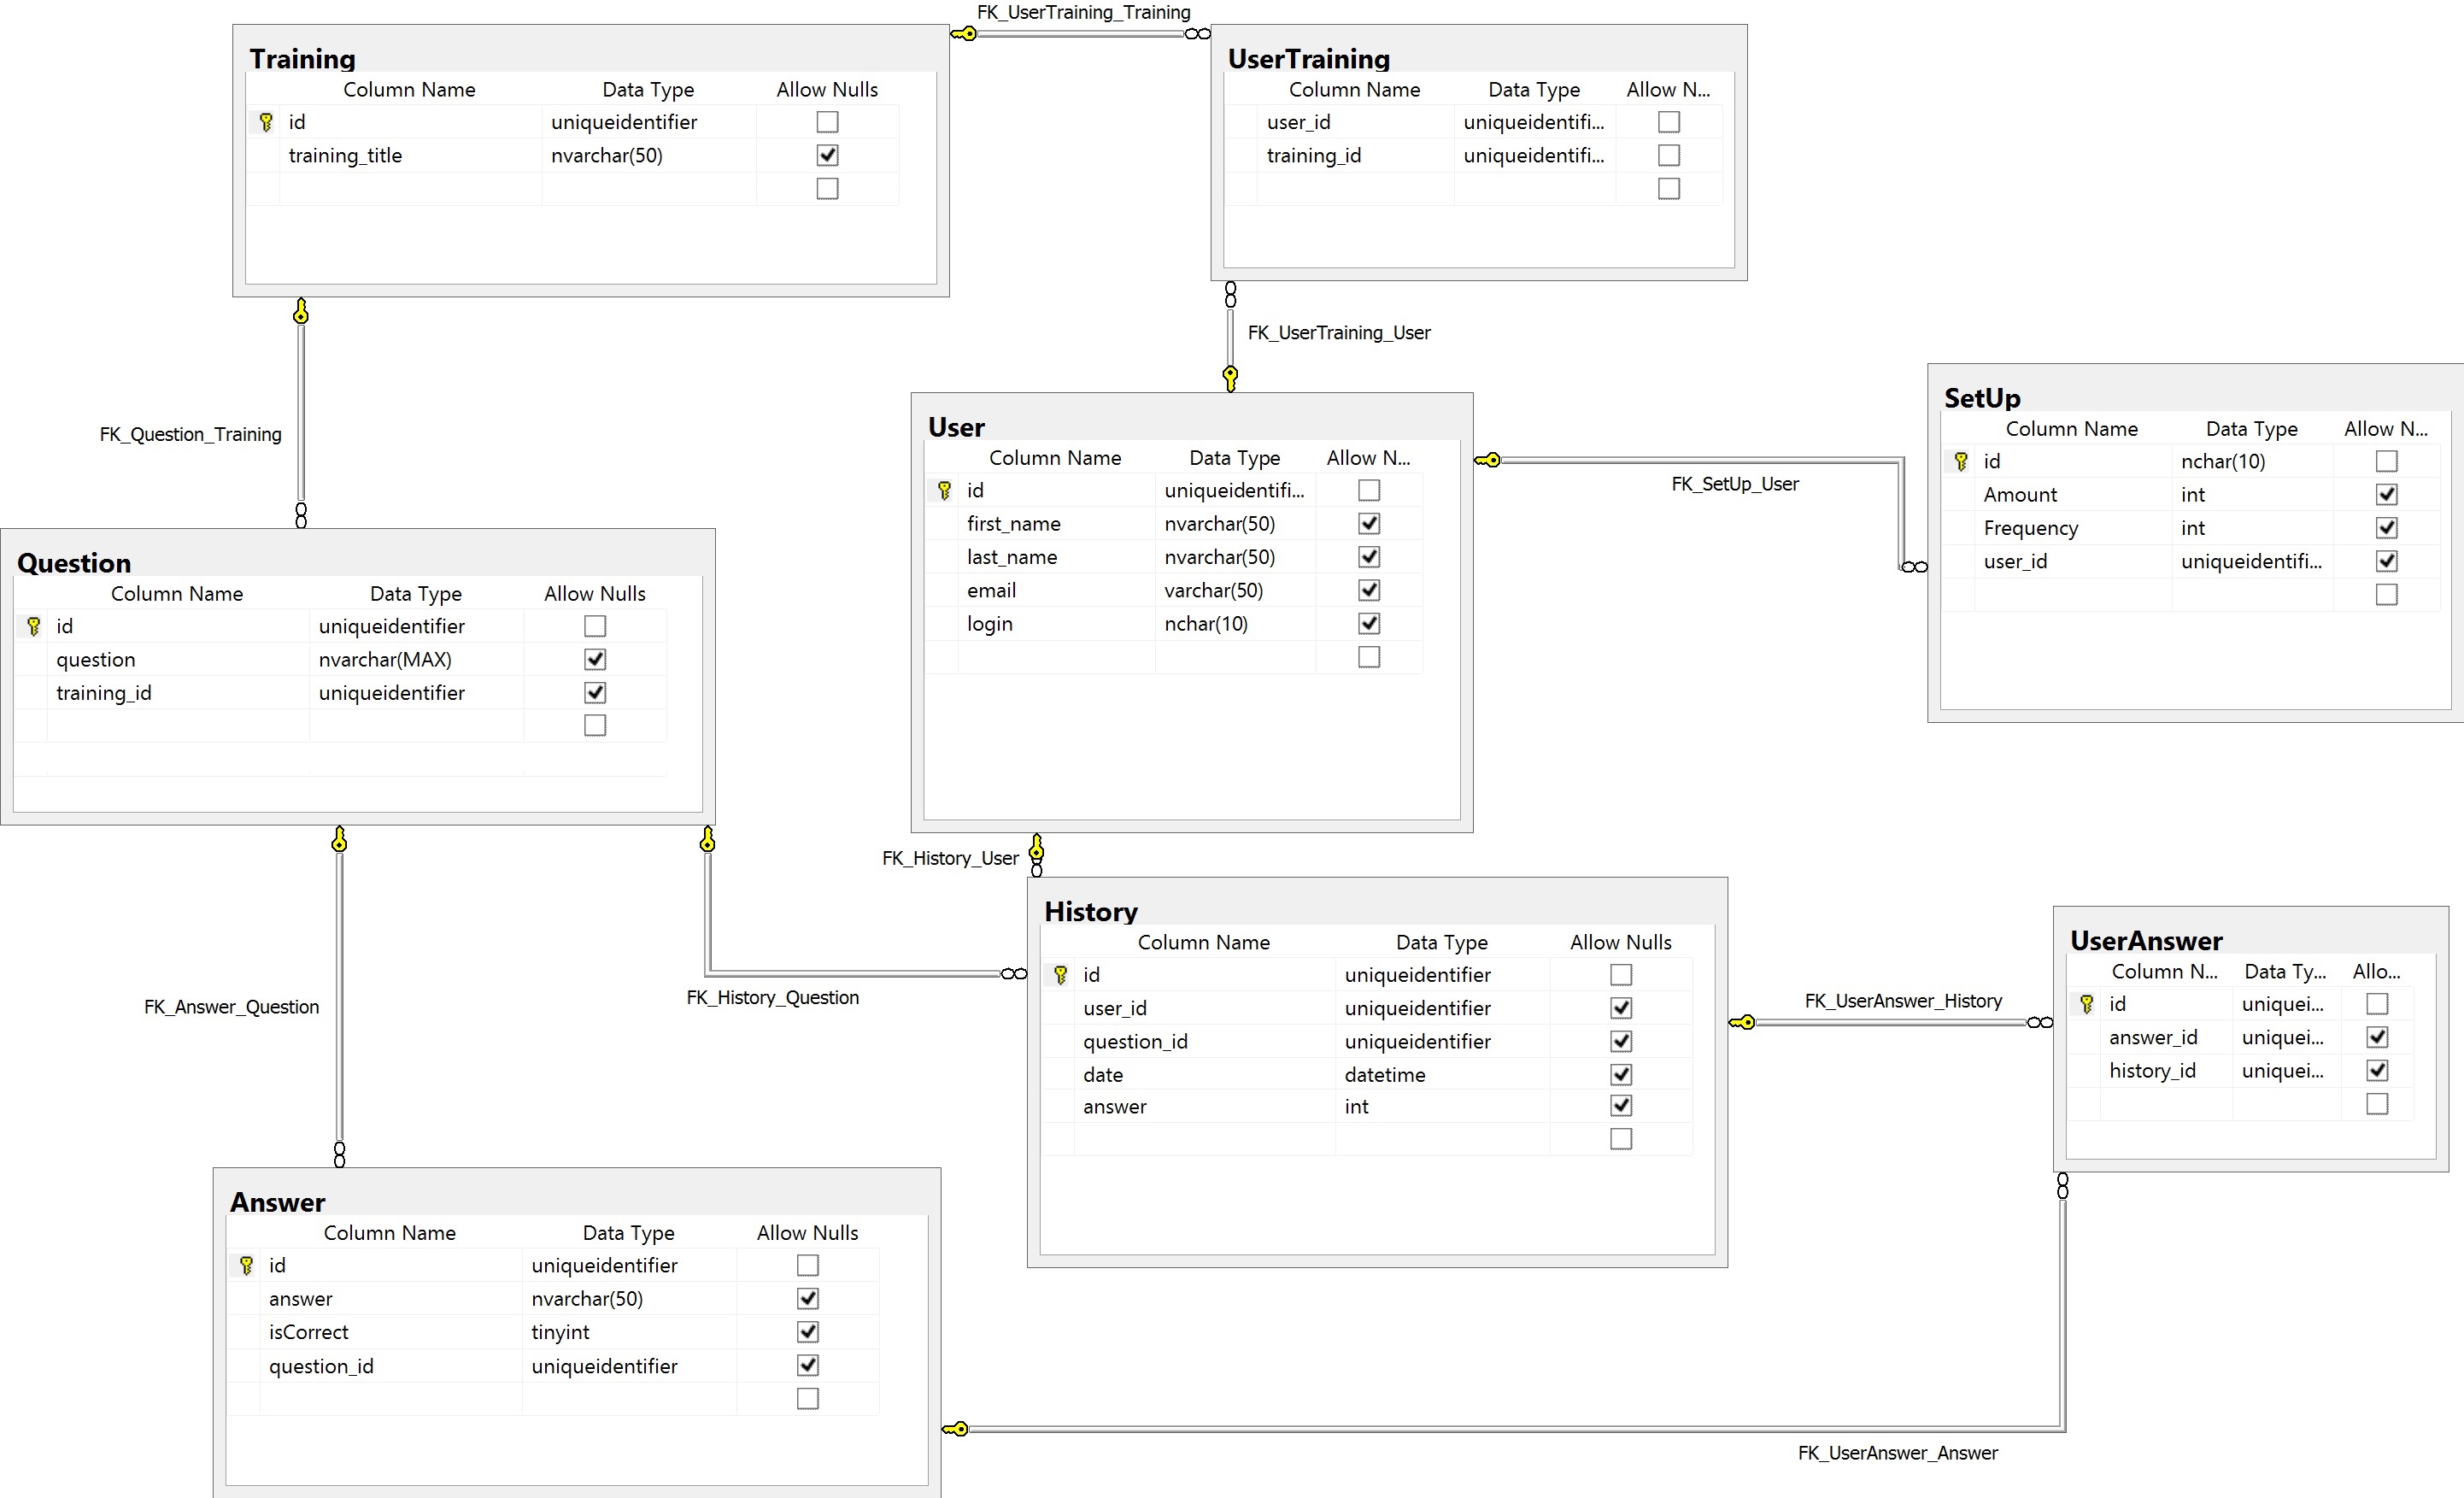 FK_UserTraining_Training
Training
Column Name Data Type Allow Nulls
id uniqueidentifier
training_title nvarchar(50)
UserTraining
Column Name Data Type Allow N...
user_id uniqueidentifi...
training_id uniqueidentifi...
FK_UserTraining_User
FK_Question_Training
User
Column Name Data Type Allow N...
id uniqueidentifi...
first_name nvarchar(50)
last_name nvarchar(50)
email varchar(50)
login nchar(10)
FK_SetUp_User
SetUp
Column Name Data Type Allow N...
id nchar(10)
Amount int
Frequency int
user_id uniqueidentifi...
Question
Column Name Data Type Allow Nulls
id uniqueidentifier
question nvarchar(MAX)
training_id uniqueidentifier
FK_History_User
FK_Answer_Question
FK_History_Question
History
Column Name Data Type Allow Nulls
id uniqueidentifier
user_id uniqueidentifier
question_id uniqueidentifier
date datetime
answer int
FK_UserAnswer_History
UserAnswer
Column N... Data Ty... Allo...
id uniquei...
answer_id uniquei...
history_id uniquei...
Answer
Column Name Data Type Allow Nulls
id uniqueidentifier
answer nvarchar(50)
isCorrect tinyint
question_id uniqueidentifier
FK_UserAnswer_Answer